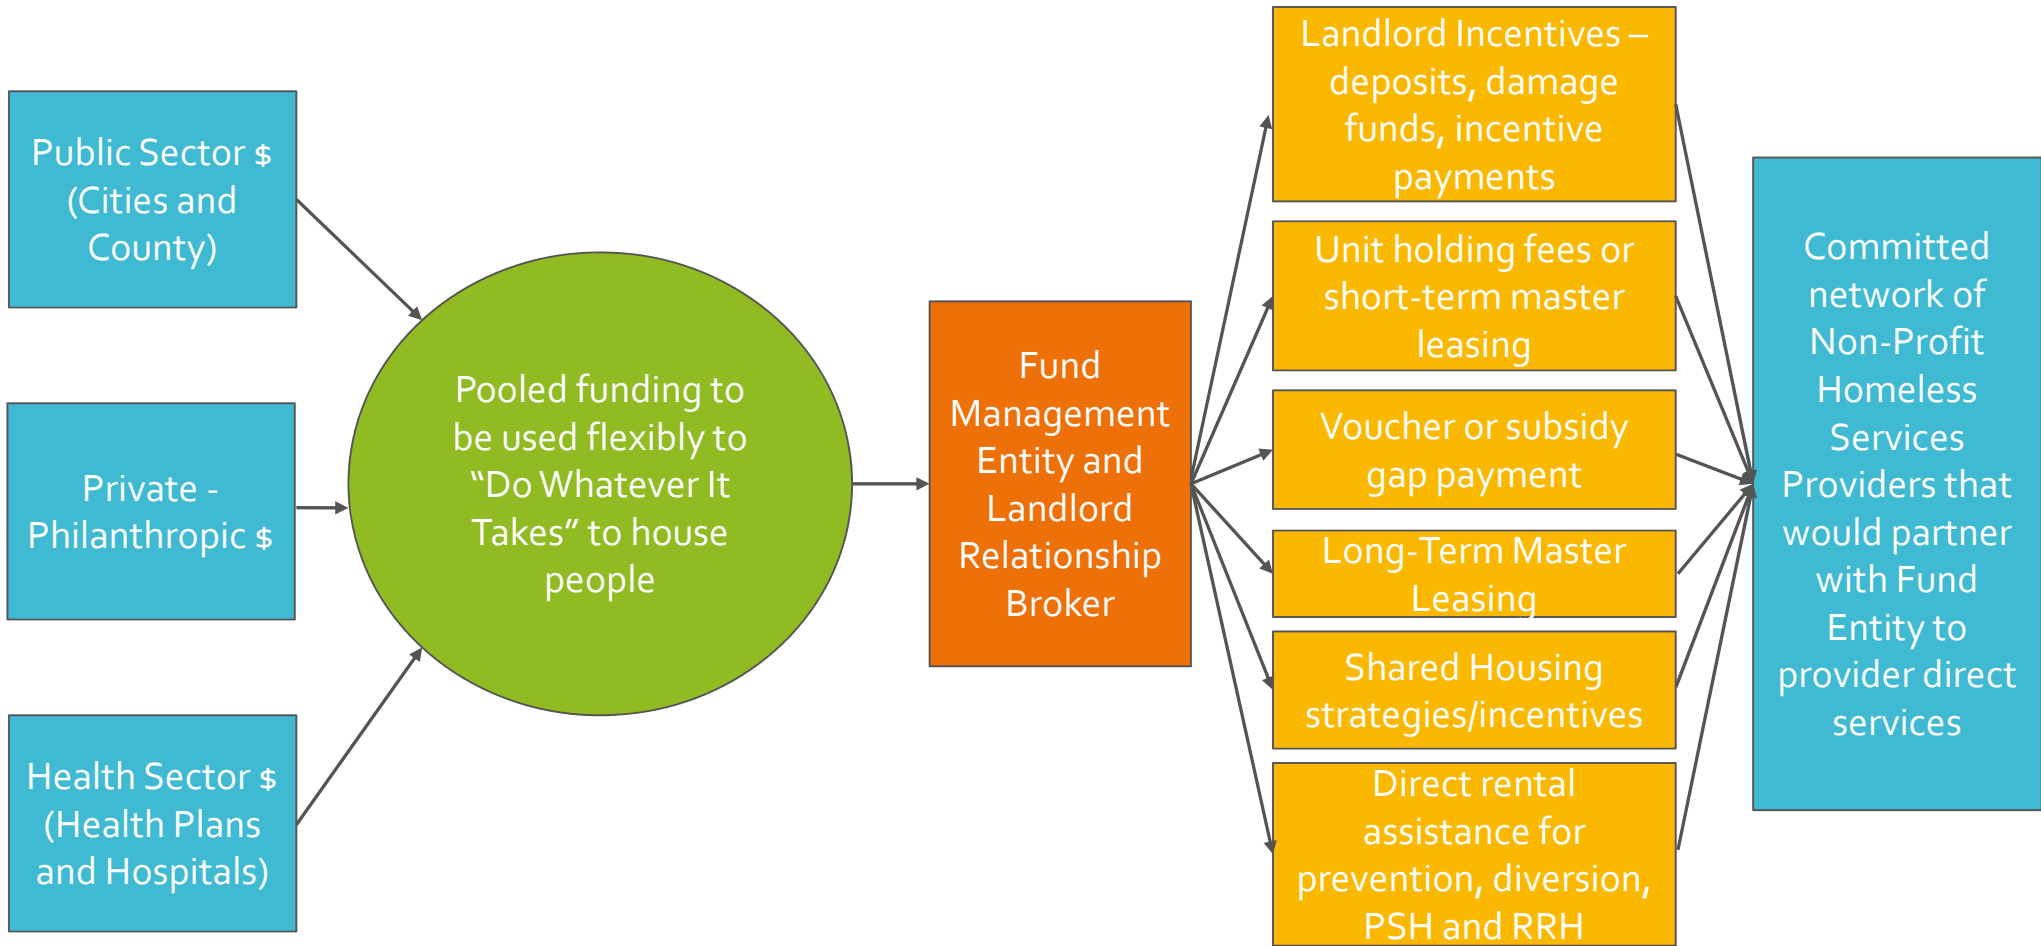 Public Sector $
(Cities and
County)
Private -
Philanthropic $
Health Sector $
(Health Plans
and Hospitals)
Pooled funding to
be used flexibly to
“Do Whatever It
Takes” to house
people
Fund
Management
Entity and
Landlord
Relationship
Broker
Landlord Incentives –
deposits, damage
funds, incentive
payments
Unit holding fees or
short-term master
leasing
Voucher or subsidy
gap payment
Long-Term Master
Leasing
Shared Housing
strategies/incentives
Direct rental
assistance for
prevention, diversion,
PSH and RRH
Committed
network of
Non-Profit
Homeless
Services
Providers that
would partner
with Fund
Entity to
provider direct
services